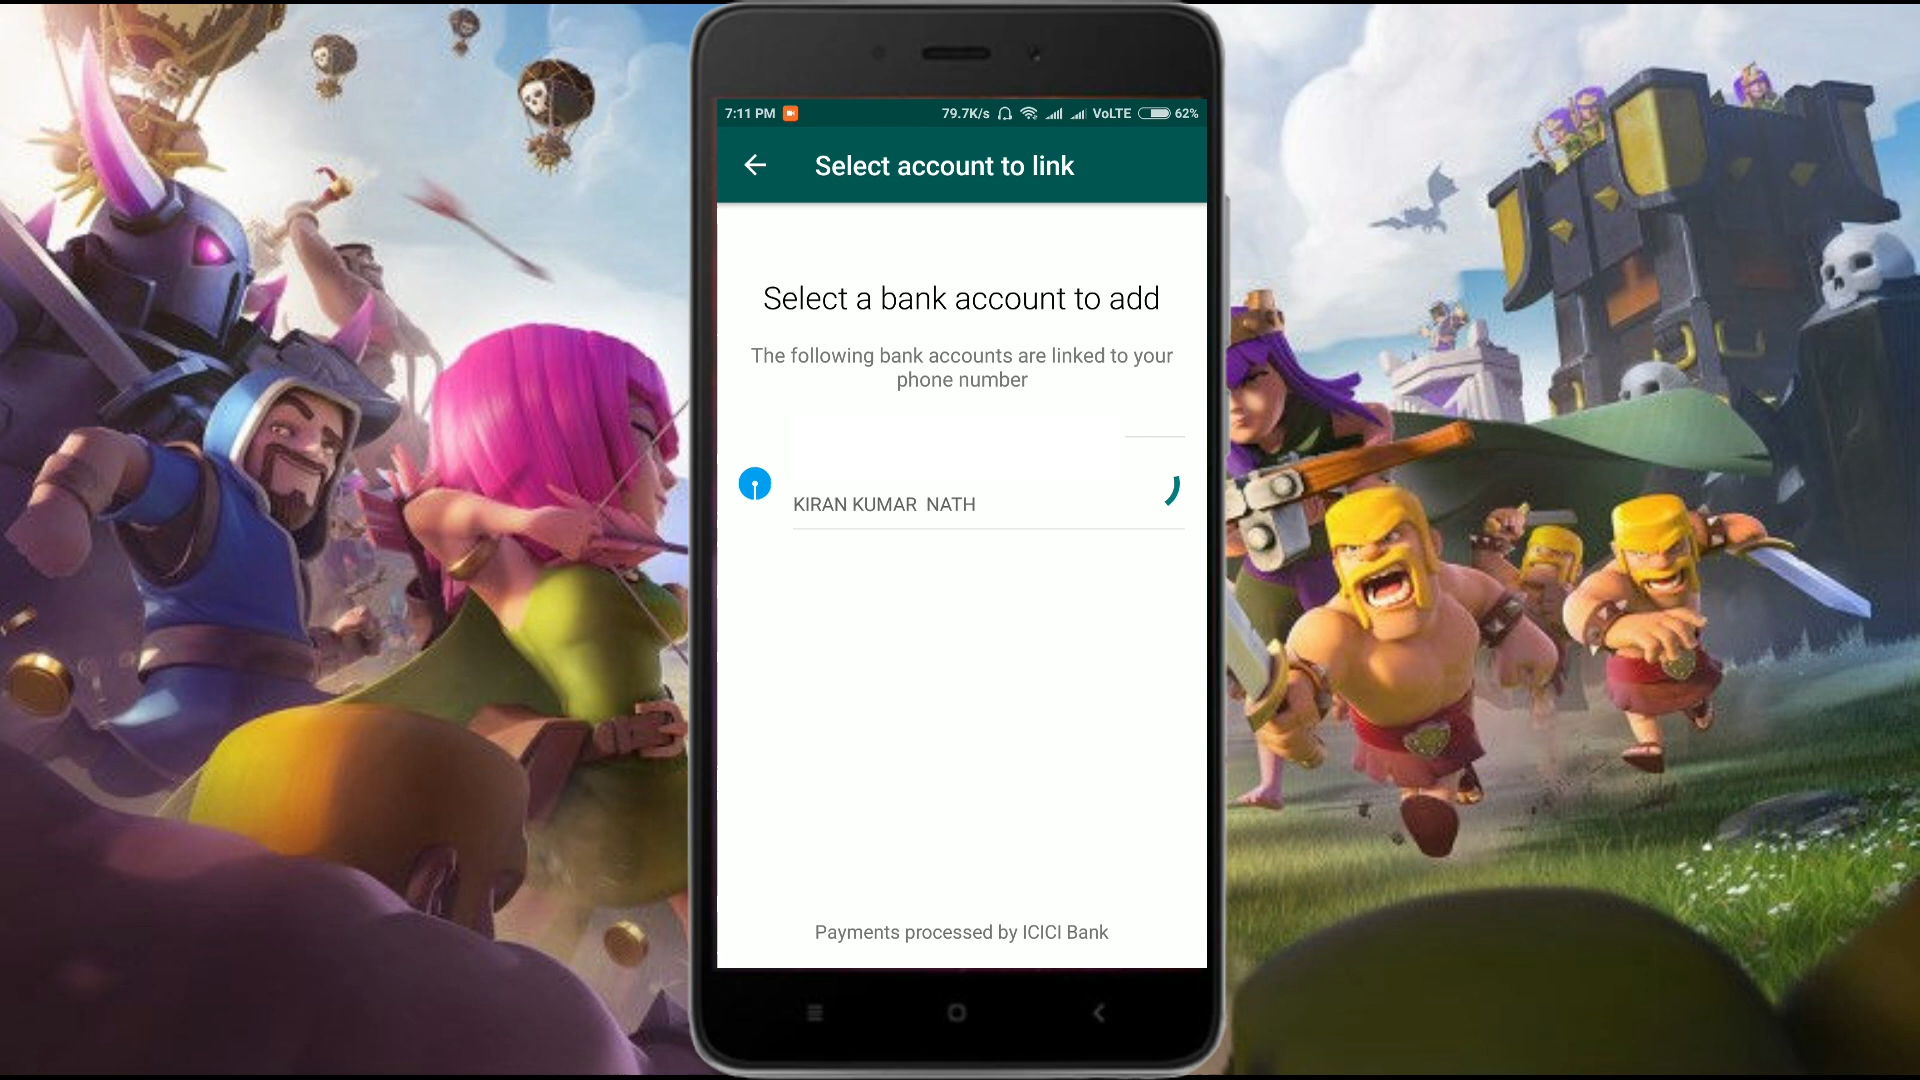 7:11 PM 79.7K/s VoLTE 62%
Select account to link
Select a bank account to add
The following bank accounts are linked to your
phone number
KIRAN KUMAR NATH
Payments processed by ICICI Bank